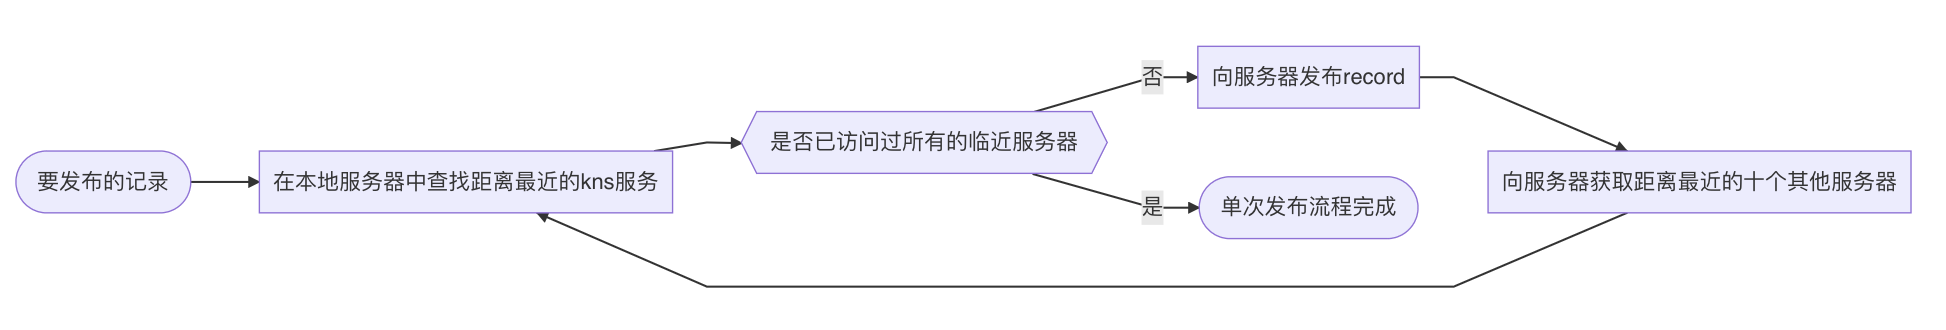 要发布的记录
在本地服务器中查找距离最近的kns服务
是否已访问过所有的临近服务器
否
向服务器发布record
是
单次发布流程完成
向服务器获取距离最近的十个其他服务器